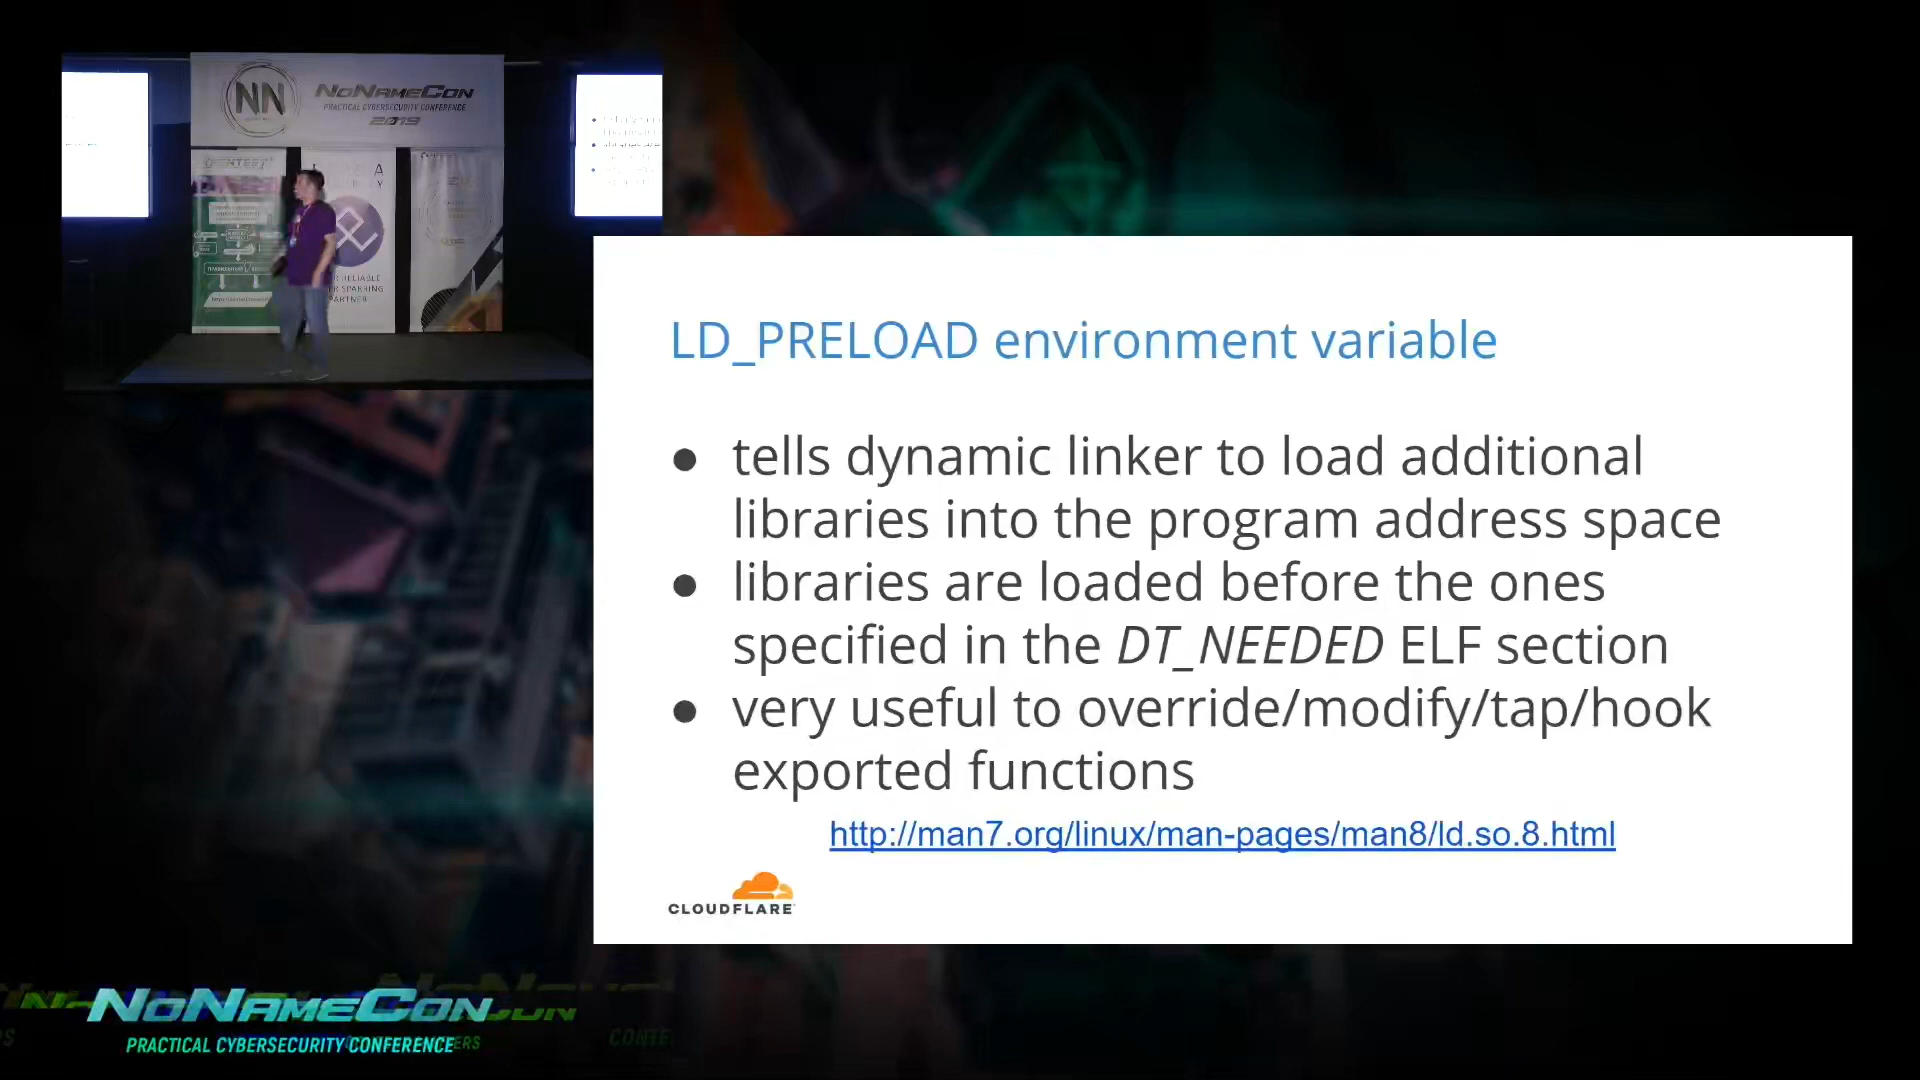 NN
NoNameCon
PRACTICAL CYBERSECURITY CONFERENCE
2019
RELIABLE
SPARRING
PARTNER
LD_PRELOAD environment variable
● tells dynamic linker to load additional
libraries into the program address space
● libraries are loaded before the ones
specified in the DT_NEEDED ELF section
● very useful to override/modify/tap/hook
exported functions
http://man7.org/linux/man-pages/man8/ld.so.8.html
CLOUDFLARE
NoNameCon
PRACTICAL CYBERSECURITY CONFERENCE